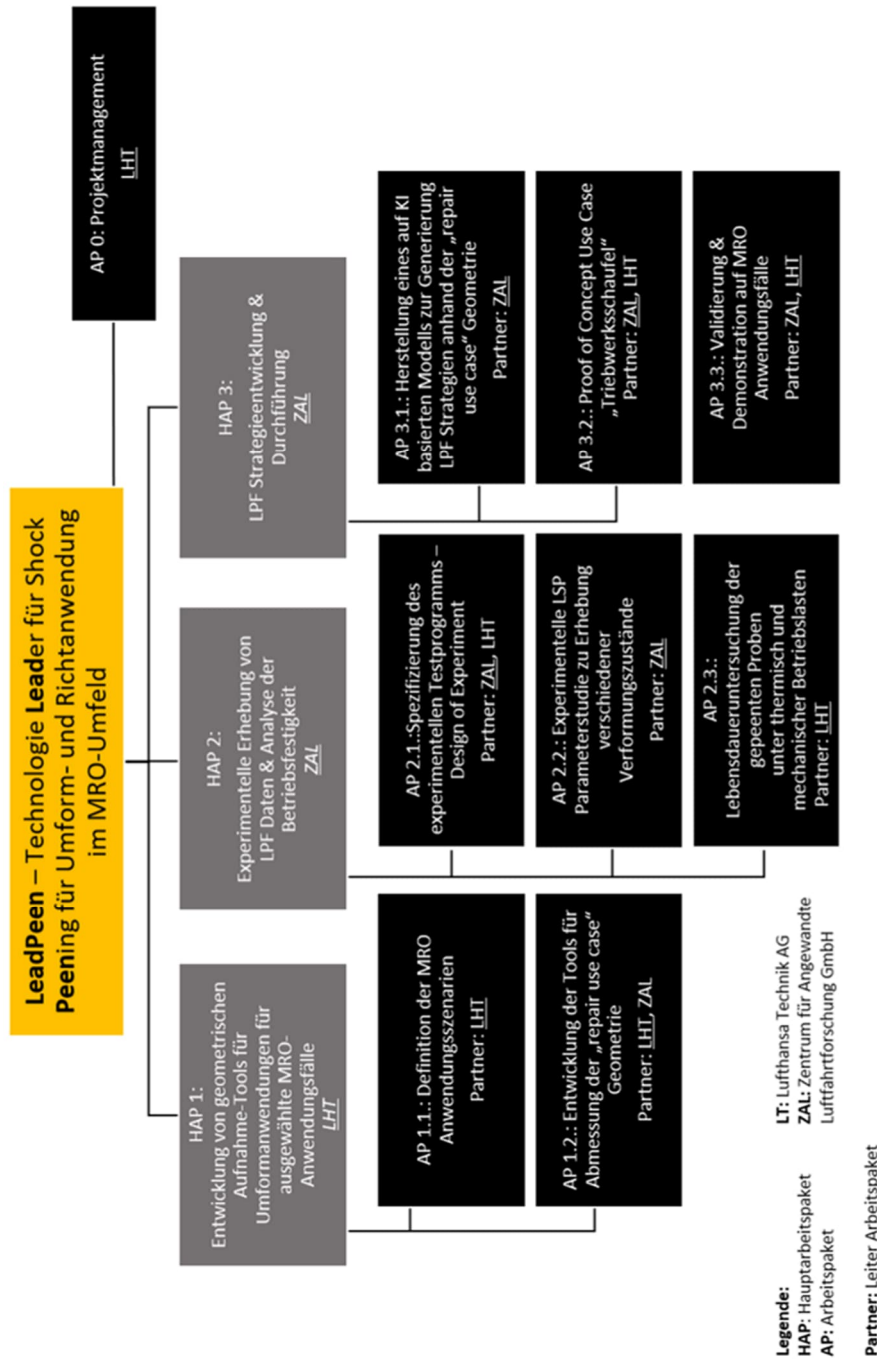 LeadPeen – Technologie Leader für Shock
Peening für Umform- und Richtanwendung
im MRO-Umfeld
AP 0: Projektmanagement
LHT
HAP 1:
Entwicklung von geometrischen
Aufnahme-Tools für
Umformanwendungen für
ausgewählte MRO-
Anwendungsfälle
LHT
AP 1.1.: Definition der MRO
Anwendungsszenarien
Partner: LHT
AP 1.2.: Entwicklung der Tools für
Abmessung der „repair use case“
Geometrie
Partner: LHT, ZAL
HAP 2:
Experimentelle Erhebung von
LPF Daten & Analyse der
Betriebsfestigkeit
ZAL
AP 2.1.:Spezifizierung des
experimentellen Testprogramms –
Design of Experiment
Partner: ZAL, LHT
AP 2.2.: Experimentelle LSP
Parameterstudie zu Erhebung
verschiedener
Verformungszustände
Partner: ZAL
AP 2.3.:
Lebensdaueruntersuchung der
gepeenten Proben
unter thermisch und
mechanischer Betriebslasten
Partner: LHT
HAP 3:
LPF Strategieentwicklung &
Durchführung
ZAL
AP 3.1.: Herstellung eines auf KI
basierten Modells zur Generierung
LPF Strategien anhand der „repair
use case“ Geometrie
Partner: ZAL
AP 3.2.: Proof of Concept Use Case
„Triebwerksschaufel“
Partner: ZAL, LHT
AP 3.3.: Validierung &
Demonstration auf MRO
Anwendungsfälle
Partner: ZAL, LHT
Legende:
HAP: Hauptarbeitspaket
AP: Arbeitspaket
Partner: Leiter Arbeitspaket
LT: Lufthansa Technik AG
ZAL: Zentrum für Angewandte
Luftfahrtforschung GmbH